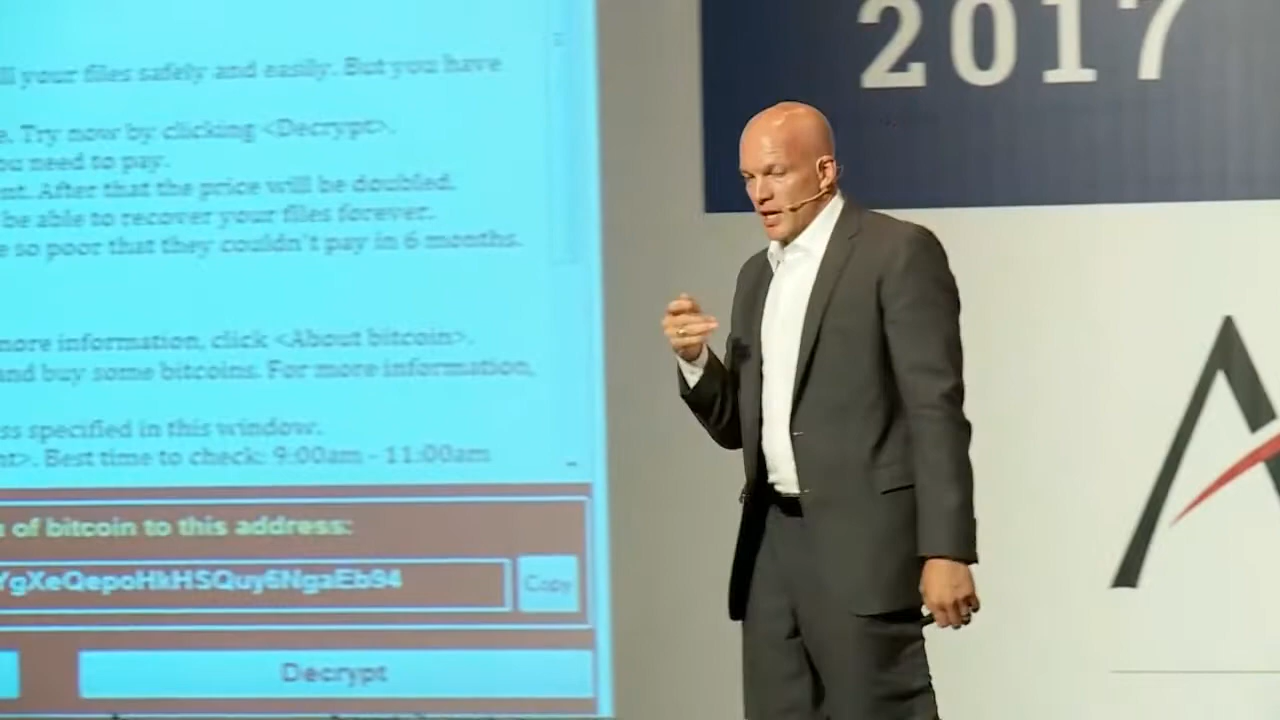 2017
ll your files safely and easily. But you have
e. Try now by clicking <Decrypt>.
ou need to pay.
nt. After that the price will be doubled.
be able to recover your files forever.
e so poor that they couldn't pay in 6 months.
more information, click <About bitcoin>.
and buy some bitcoins. For more information,
ss specified in this window.
nt>. Best time to check: 9:00am - 11:00am
of bitcoin to this address:
Copy
Decrypt